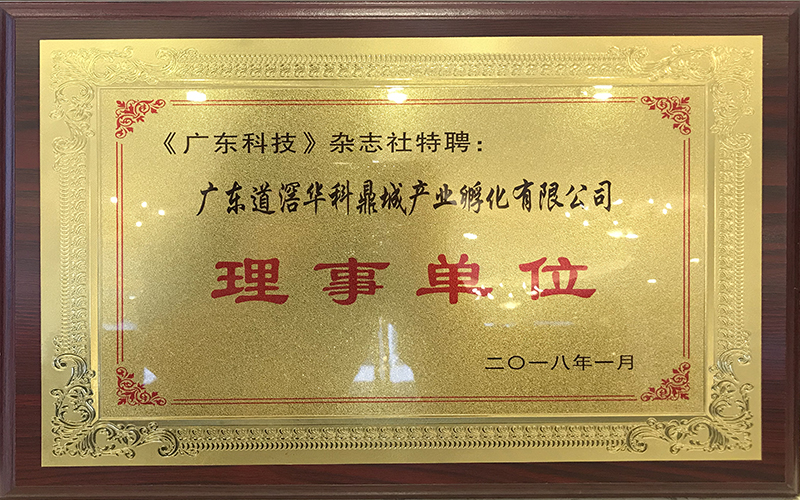 《广东科技》杂志社特聘：
广东道滘华科鼎城产业孵化有限公司
理事单位
二〇一八年一月